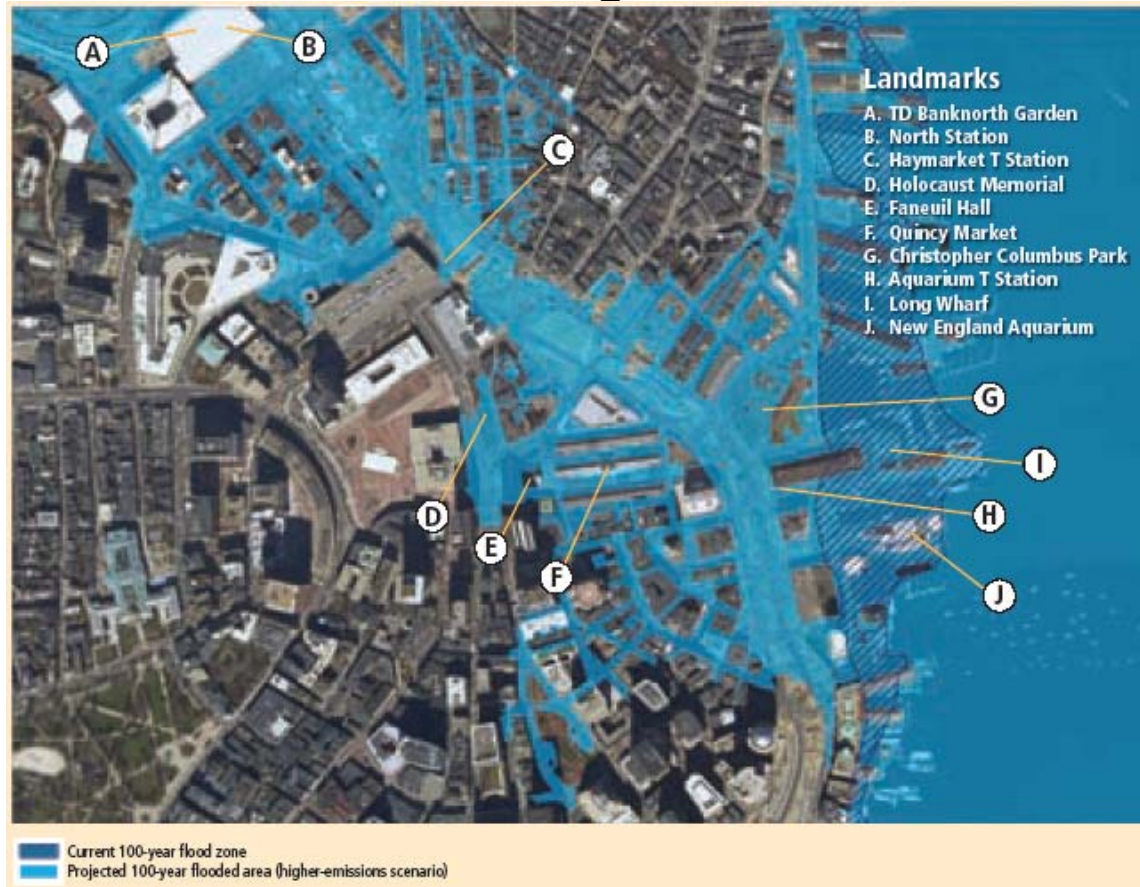 A
B
C
Landmarks
A. TD Banknorth Garden
B. North Station
C. Haymarket T Station
D. Holocaust Memorial
E. Faneuil Hall
F. Quincy Market
G. Christopher Columbus Park
H. Aquarium T Station
I. Long Wharf
J. New England Aquarium
G
I
D
H
E
F
J
Current 100-year flood zone
Projected 100-year flooded area (higher-emissions scenario)